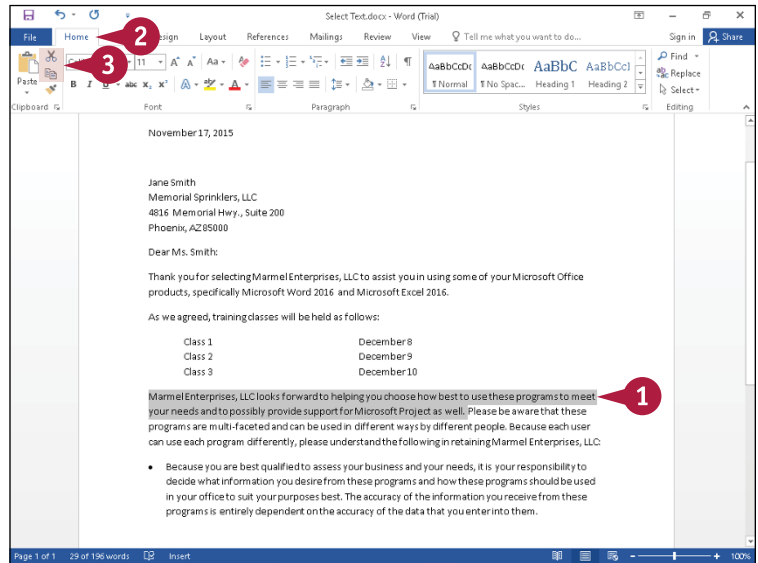 Select Text.docx - Word (Trial)
File Home esign Layout References Mailings Review View Tell me what you want to do... Sign in Share
2
3
Paste
11 A A Aa
B I U abc x₂ x² A A
AaBbCcDc AaBbCcDc AaBbC AaBbCcI
¶ Normal ¶ No Spac... Heading 1 Heading 2
Find
Replace
Select
Clipboard Font Paragraph Styles Editing
November 17, 2015
Jane Smith
Memorial Sprinklers, LLC
4816 Memorial Hwy., Suite 200
Phoenix, AZ 85000
Dear Ms. Smith:
Thank you for selecting Marmel Enterprises, LLC to assist you in using some of your Microsoft Office
products, specifically Microsoft Word 2016 and Microsoft Excel 2016.
As we agreed, training classes will be held as follows:
Class 1 December 8
Class 2 December 9
Class 3 December 10
Marmel Enterprises, LLC looks forward to helping you choose how best to use these programs to meet
1
your needs and to possibly provide support for Microsoft Project as well. Please be aware that these
programs are multi-faceted and can be used in different ways by different people. Because each user
can use each program differently, please understand the following in retaining Marmel Enterprises, LLC:
• Because you are best qualified to assess your business and your needs, it is your responsibility to
decide what information you desire from these programs and how these programs should be used
in your office to suit your purposes best. The accuracy of the information you receive from these
programs is entirely dependent on the accuracy of the data that you enter into them.
Page 1 of 1 29 of 196 words Insert 100%